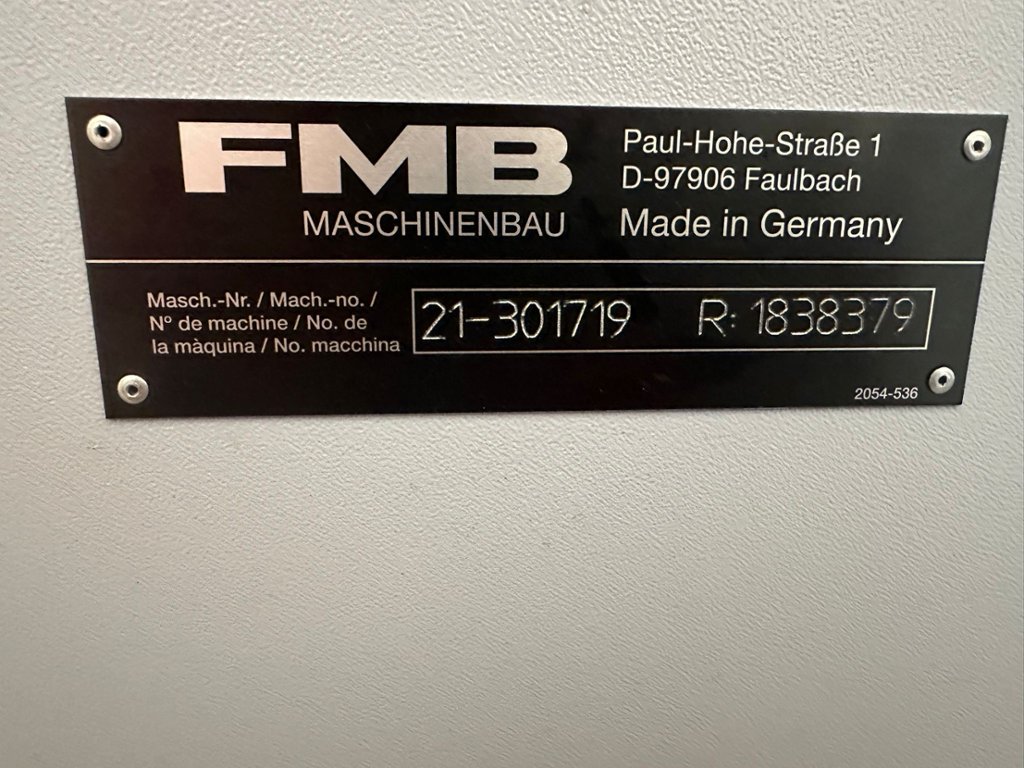 FMB
MASCHINENBAU
Paul-Hohe-Straße 1
D-97906 Faulbach
Made in Germany
Masch.-Nr. / Mach.-no. /
Nº de machine / No. de
la màquina / No. macchina
21-301719 R: 1838379
2054-536